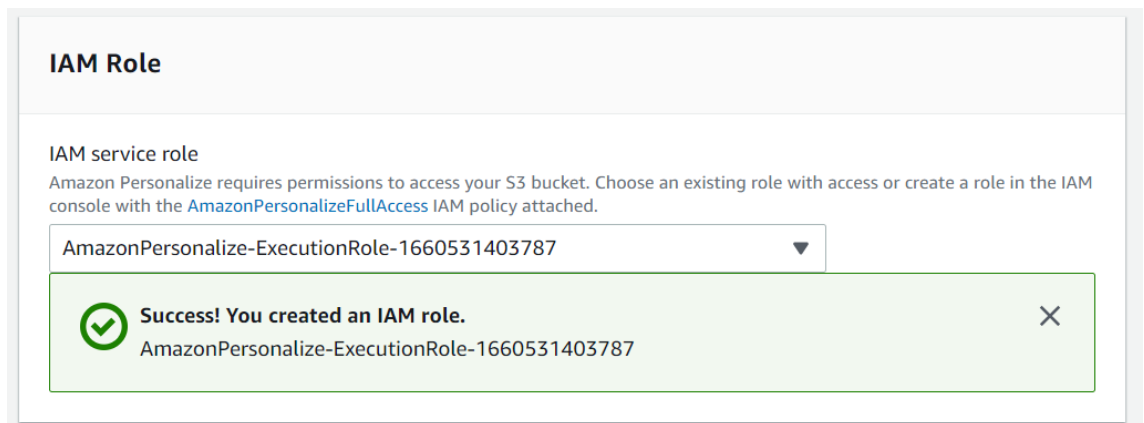 IAM Role
IAM service role
Amazon Personalize requires permissions to access your S3 bucket. Choose an existing role with access or create a role in the IAM
console with the AmazonPersonalizeFullAccess IAM policy attached.
AmazonPersonalize-ExecutionRole-1660531403787
Success! You created an IAM role.
AmazonPersonalize-ExecutionRole-1660531403787